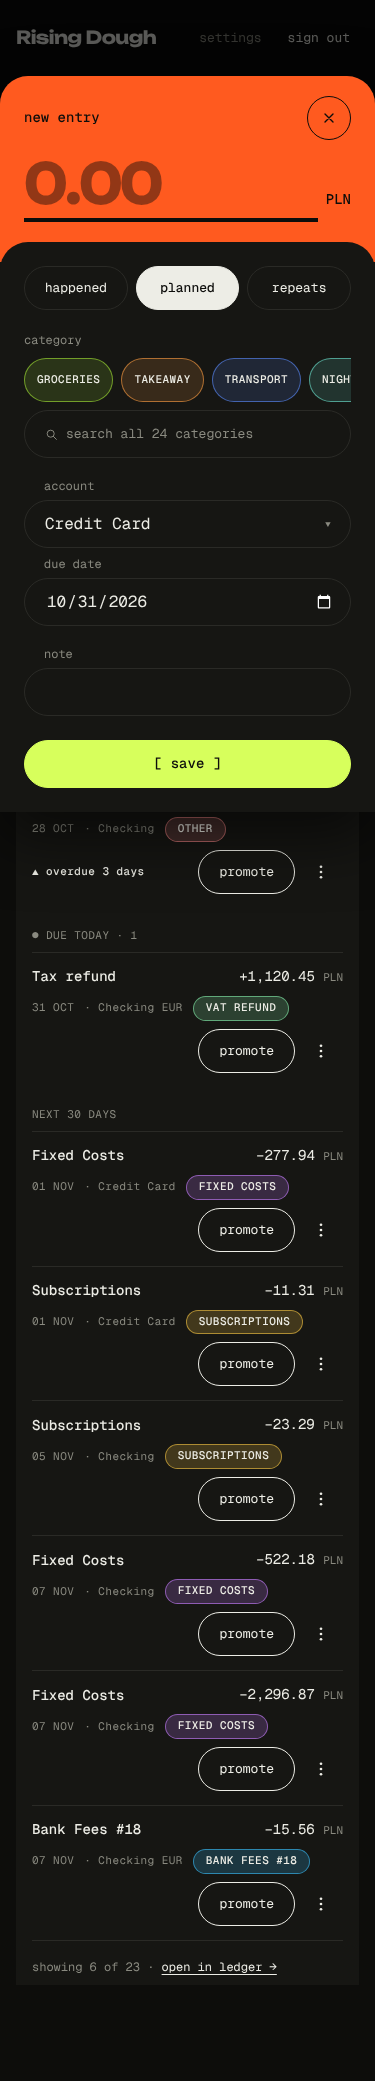 Rising Dough settings sign out
new entry
0.00 PLN
happened planned repeats
category
GROCERIES TAKEAWAY TRANSPORT NIGH
search all 24 categories
account
Credit Card
due date
10/31/2026
note
[ save ]
28 OCT · Checking OTHER
▲ overdue 3 days promote
● DUE TODAY · 1
Tax refund +1,120.45 PLN
31 OCT · Checking EUR VAT REFUND
promote
NEXT 30 DAYS
Fixed Costs −277.94 PLN
01 NOV · Credit Card FIXED COSTS
promote
Subscriptions −11.31 PLN
01 NOV · Credit Card SUBSCRIPTIONS
promote
Subscriptions −23.29 PLN
05 NOV · Checking SUBSCRIPTIONS
promote
Fixed Costs −522.18 PLN
07 NOV · Checking FIXED COSTS
promote
Fixed Costs −2,296.87 PLN
07 NOV · Checking FIXED COSTS
promote
Bank Fees #18 −15.56 PLN
07 NOV · Checking EUR BANK FEES #18
promote
showing 6 of 23 · open in ledger →